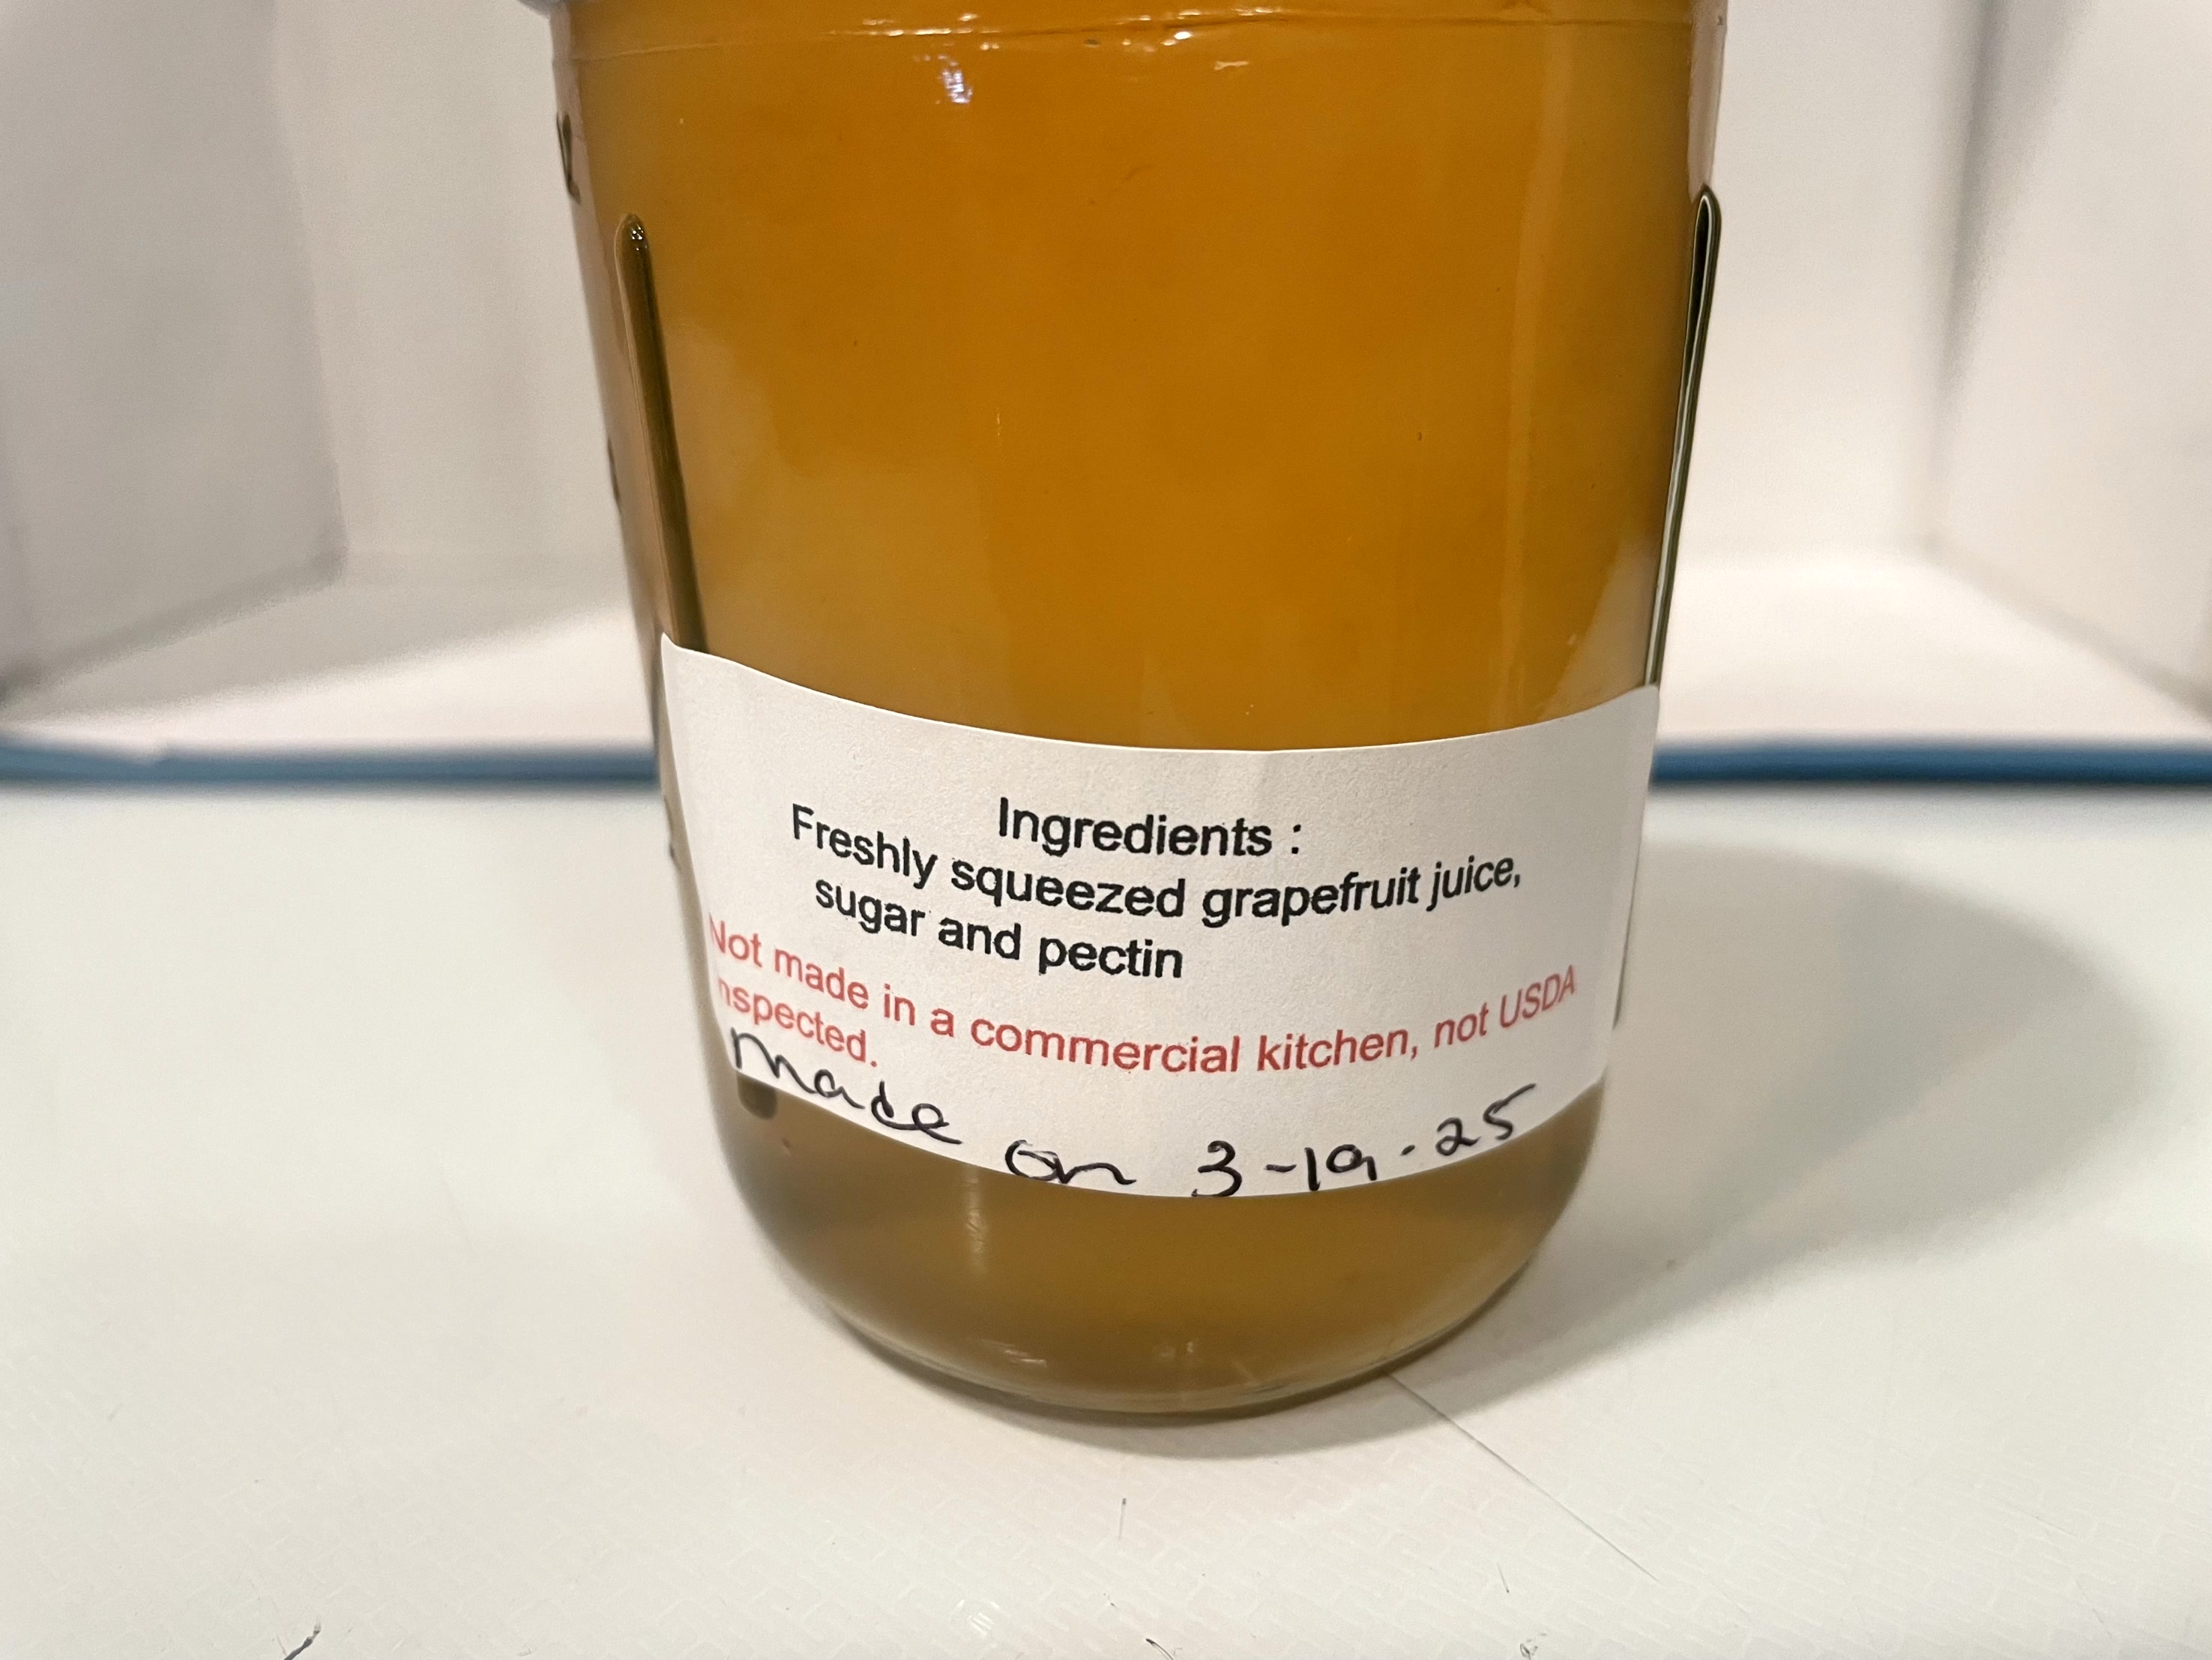 Ingredients :
Freshly squeezed grapefruit juice,
sugar and pectin
Not made in a commercial kitchen, not USDA
nspected.
made on 3-19-25